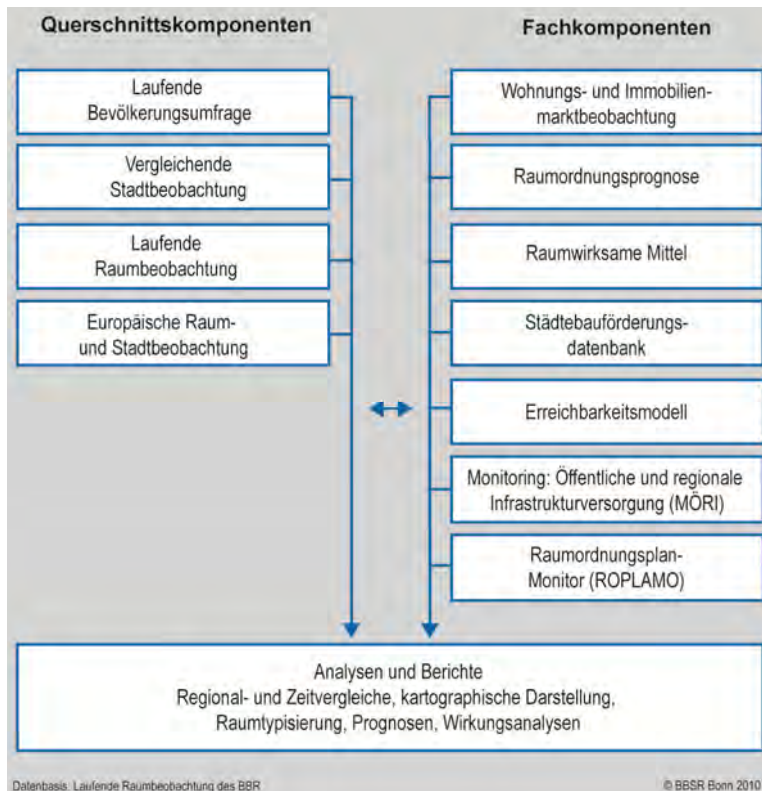 Querschnittskomponenten
Laufende
Bevölkerungsumfrage
Vergleichende
Stadtbeobachtung
Laufende
Raumbeobachtung
Europäische Raum-
und Stadtbeobachtung
Fachkomponenten
Wohnungs- und Immobilien-
marktbeobachtung
Raumordnungsprognose
Raumwirksame Mittel
Städtebauförderungs-
datenbank
Erreichbarkeitsmodell
Monitoring: Öffentliche und regionale
Infrastrukturversorgung (MÖRI)
Raumordnungsplan-
Monitor (ROPLAMO)
Analysen und Berichte
Regional- und Zeitvergleiche, kartographische Darstellung,
Raumtypisierung, Prognosen, Wirkungsanalysen
Datenbasis: Laufende Raumbeobachtung des BBR
© BBSR Bonn 2010